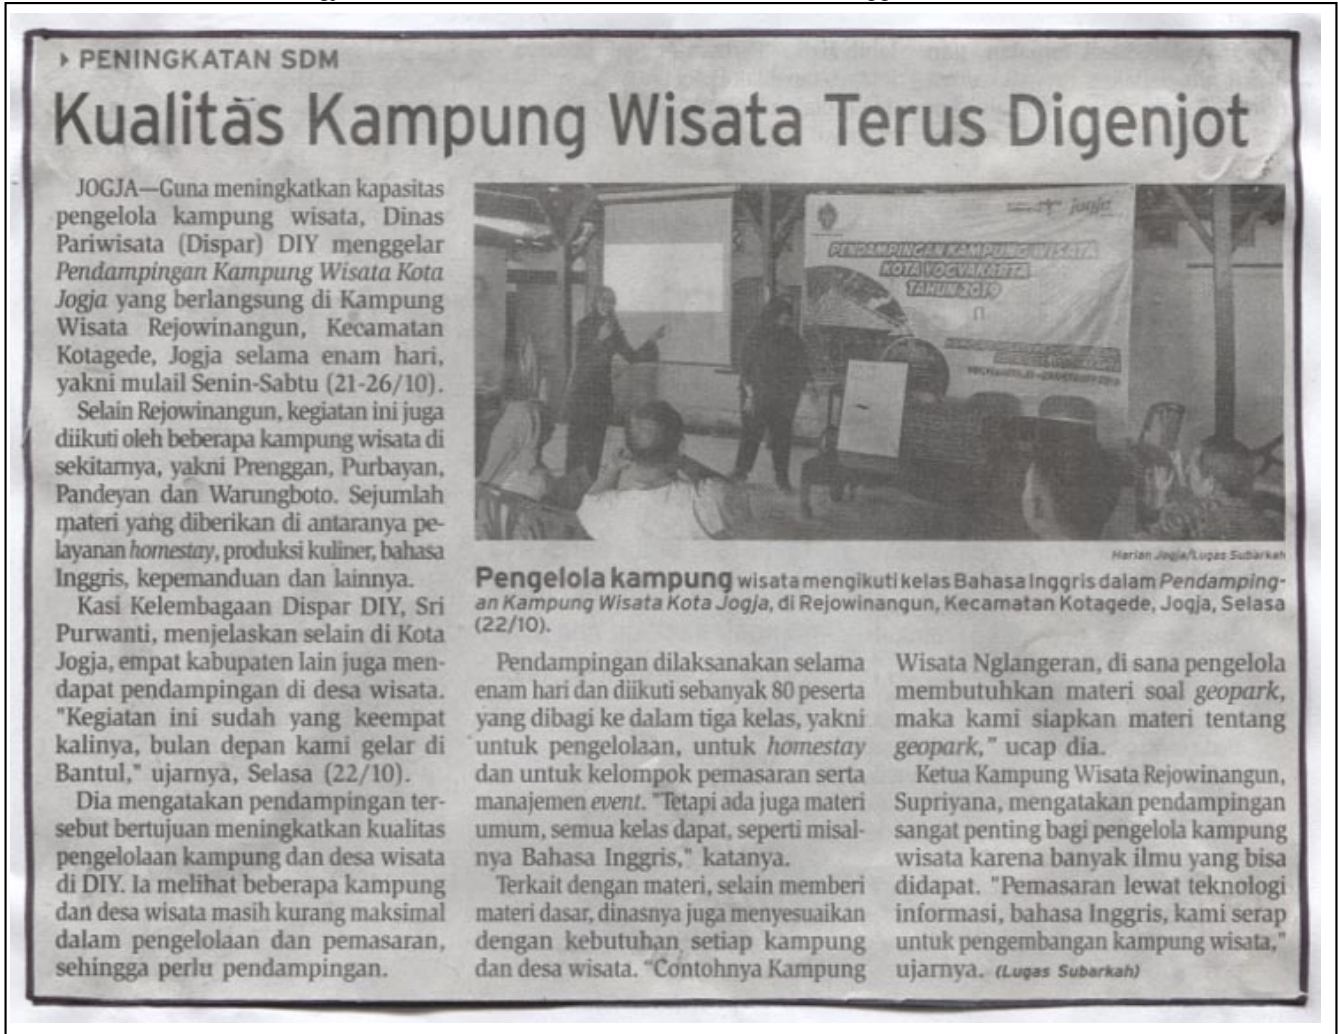 PENINGKATAN SDM
Kualitas Kampung Wisata Terus Digenjot
JOGJA—Guna meningkatkan kapasitas
pengelola kampung wisata, Dinas
Pariwisata (Dispar) DIY menggelar
Pendampingan Kampung Wisata Kota
Jogja yang berlangsung di Kampung
Wisata Rejowinangun, Kecamatan
Kotagede, Jogja selama enam hari,
yakni mulail Senin-Sabtu (21-26/10).
Selain Rejowinangun, kegiatan ini juga
diikuti oleh beberapa kampung wisata di
sekitarnya, yakni Prenggan, Purbayan,
Pandeyan dan Warungboto. Sejumlah
materi yang diberikan di antaranya pe-
layanan homestay, produksi kuliner, bahasa
Inggris, kepemanduan dan lainnya.
Kasi Kelembagaan Dispar DIY, Sri
Purwanti, menjelaskan selain di Kota
Jogja, empat kabupaten lain juga men-
dapat pendampingan di desa wisata.
"Kegiatan ini sudah yang keempat
kalinya, bulan depan kami gelar di
Bantul," ujarnya, Selasa (22/10).
Dia mengatakan pendampingan ter-
sebut bertujuan meningkatkan kualitas
pengelolaan kampung dan desa wisata
di DIY. Ia melihat beberapa kampung
dan desa wisata masih kurang maksimal
dalam pengelolaan dan pemasaran,
sehingga perlu pendampingan.
jogja
PENDAMPINGAN KAMPUNG WISATA
KOTA YOGYAKARTA
TAHUN 2019
Harian Jogja/Lugas Subarkah
Pengelola kampung wisata mengikuti kelas Bahasa Inggris dalam Pendamping-
an Kampung Wisata Kota Jogja, di Rejowinangun, Kecamatan Kotagede, Jogja, Selasa
(22/10).
Pendampingan dilaksanakan selama
enam hari dan diikuti sebanyak 80 peserta
yang dibagi ke dalam tiga kelas, yakni
untuk pengelolaan, untuk homestay
dan untuk kelompok pemasaran serta
manajemen event. "Tetapi ada juga materi
umum, semua kelas dapat, seperti misal-
nya Bahasa Inggris," katanya.
Terkait dengan materi, selain memberi
materi dasar, dinasnya juga menyesuaikan
dengan kebutuhan setiap kampung
dan desa wisata. "Contohnya Kampung
Wisata Nglangeran, di sana pengelola
membutuhkan materi soal geopark,
maka kami siapkan materi tentang
geopark," ucap dia.
Ketua Kampung Wisata Rejowinangun,
Supriyana, mengatakan pendampingan
sangat penting bagi pengelola kampung
wisata karena banyak ilmu yang bisa
didapat. "Pemasaran lewat teknologi
informasi, bahasa Inggris, kami serap
untuk pengembangan kampung wisata,"
ujarnya. (Lugas Subarkah)